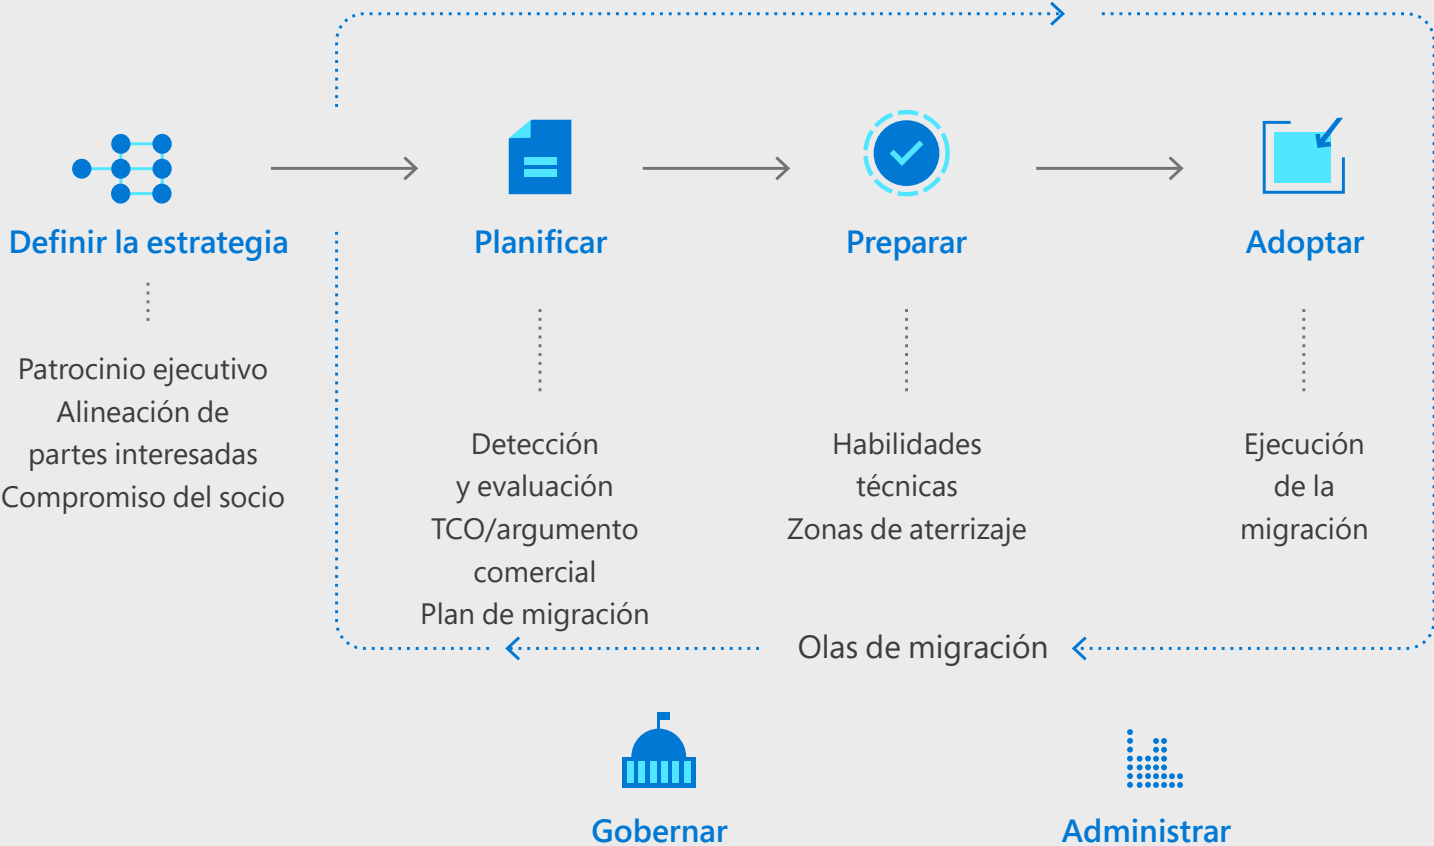 Definir la estrategia
Patrocinio ejecutivo
Alineación de
partes interesadas
Compromiso del socio
Planificar
Detección
y evaluación
TCO/argumento
comercial
Plan de migración
Preparar
Habilidades
técnicas
Zonas de aterrizaje
Adoptar
Ejecución
de la
migración
Olas de migración
Gobernar
Administrar